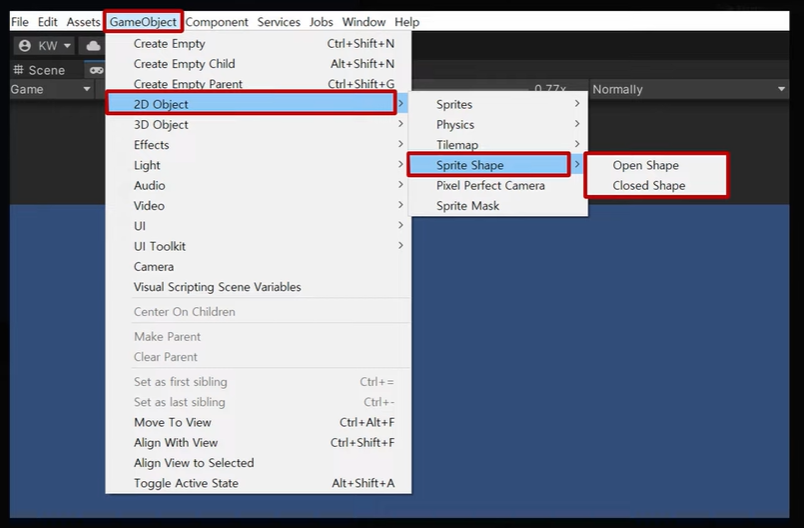 File Edit Assets GameObject Component Services Jobs Window Help
KW
Scene
Game 0.77x Normally
Create Empty Ctrl+Shift+N
Create Empty Child Alt+Shift+N
Create Empty Parent Ctrl+Shift+G
2D Object
3D Object
Effects
Light
Audio
Video
UI
UI Toolkit
Camera
Visual Scripting Scene Variables
Center On Children
Make Parent
Clear Parent
Set as first sibling Ctrl+=
Set as last sibling Ctrl+-
Move To View Ctrl+Alt+F
Align With View Ctrl+Shift+F
Align View to Selected
Toggle Active State Alt+Shift+A
Sprites
Physics
Tilemap
Sprite Shape
Pixel Perfect Camera
Sprite Mask
Open Shape
Closed Shape